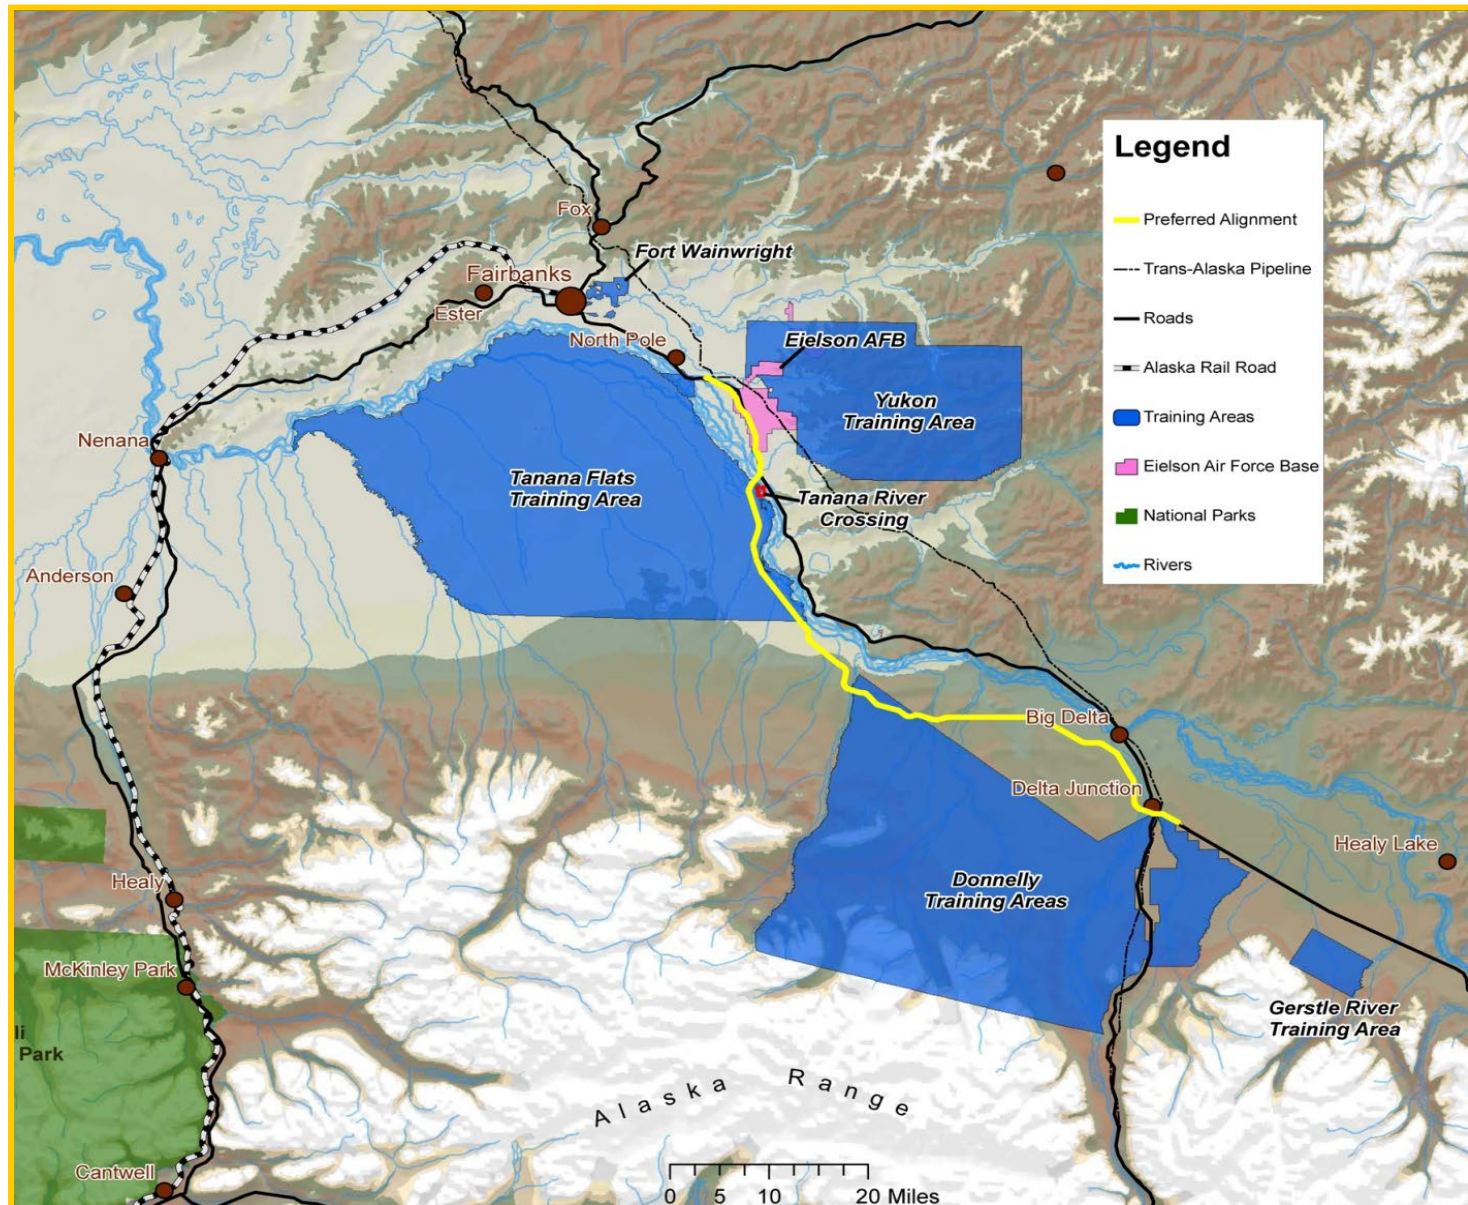 Legend
Preferred Alignment
Trans-Alaska Pipeline
Roads
Alaska Rail Road
Training Areas
Eielson Air Force Base
National Parks
Rivers
Fox
Fort Wainwright
Fairbanks
Ester
North Pole
Eielson AFB
Yukon
Training Area
Nenana
Tanana Flats
Training Area
Tanana River
Crossing
Anderson
Big Delta
Delta Junction
Healy Lake
Healy
Donnelly
Training Areas
McKinley Park
Gerstle River
Training Area
li
Park
Alaska Range
Cantwell
0 5 10 20 Miles